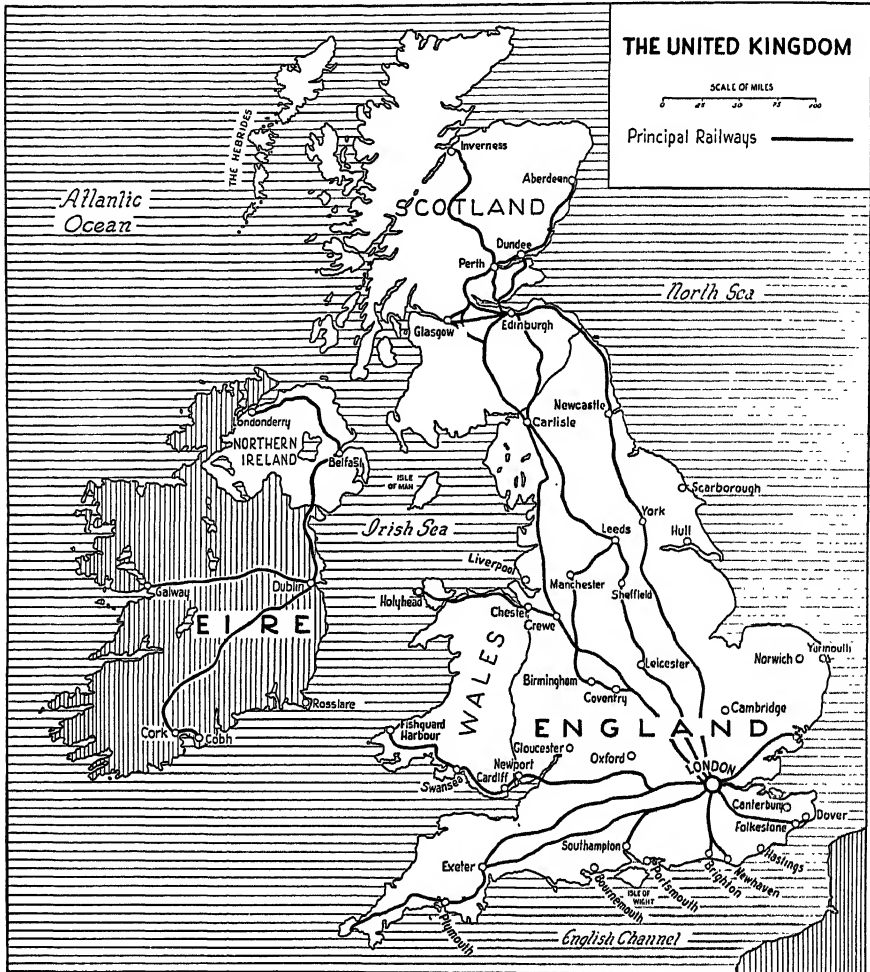 THE UNITED KINGDOM
SCALE OF MILES
0 25 50 75 100
Principal Railways
THE HEBRIDES
Atlantic
Ocean
Inverness
Aberdean
SCOTLAND
Dundee
Perth
North Sea
Glasgow
Edinburgh
Londonderry
NORTHERN
IRELAND
Belfast
Newcastle
Carlisle
ISLE
OF MAN
Scarborough
York
Irish Sea
Leeds
Hull
Liverpool
Manchester
Sheffield
Galway
Dublin
Holyhead
Chester
Crewe
EIRE
WALES
Leicester
Norwich
Yarmouth
Birmingham
Coventry
Cambridge
Rosslare
ENGLAND
Cork
Cobh
Fishguard
Harbour
Gloucester
Oxford
Newport
Swansea
Cardiff
LONDON
Canterbury
Dover
Folkestone
Southampton
Hastings
Exeter
Newhaven
Brighton
Portsmouth
Bournemouth
ISLE OF
WIGHT
Plymouth
English Channel